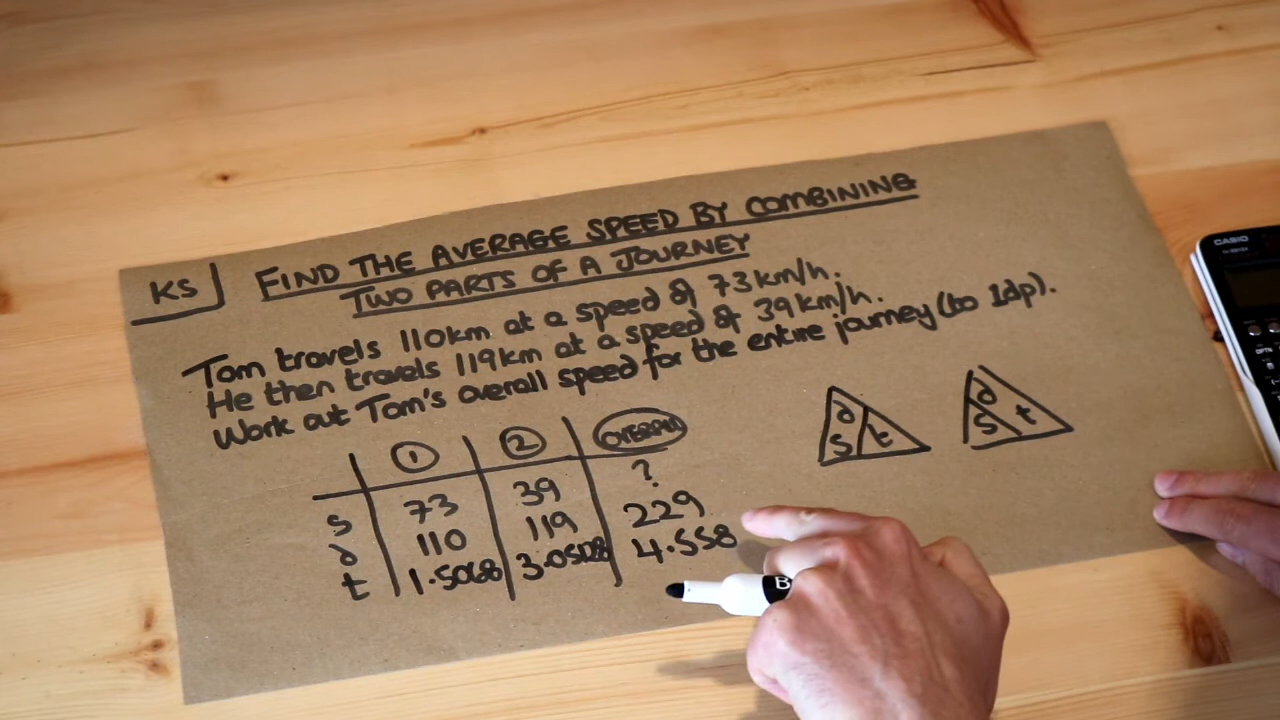 KS
FIND THE AVERAGE SPEED BY COMBINING
TWO PARTS OF A JOURNEY
Tom travels 110km at a speed of 73km/h.
He then travels 119km at a speed of 39km/h.
Work out Tom's overall speed for the entire journey (to 1dp).
① ② OVERALL
s 73 39 ?
d 110 119 229
t 1.5068 3.0512 4.558
d s t
d s t
CASIO
B